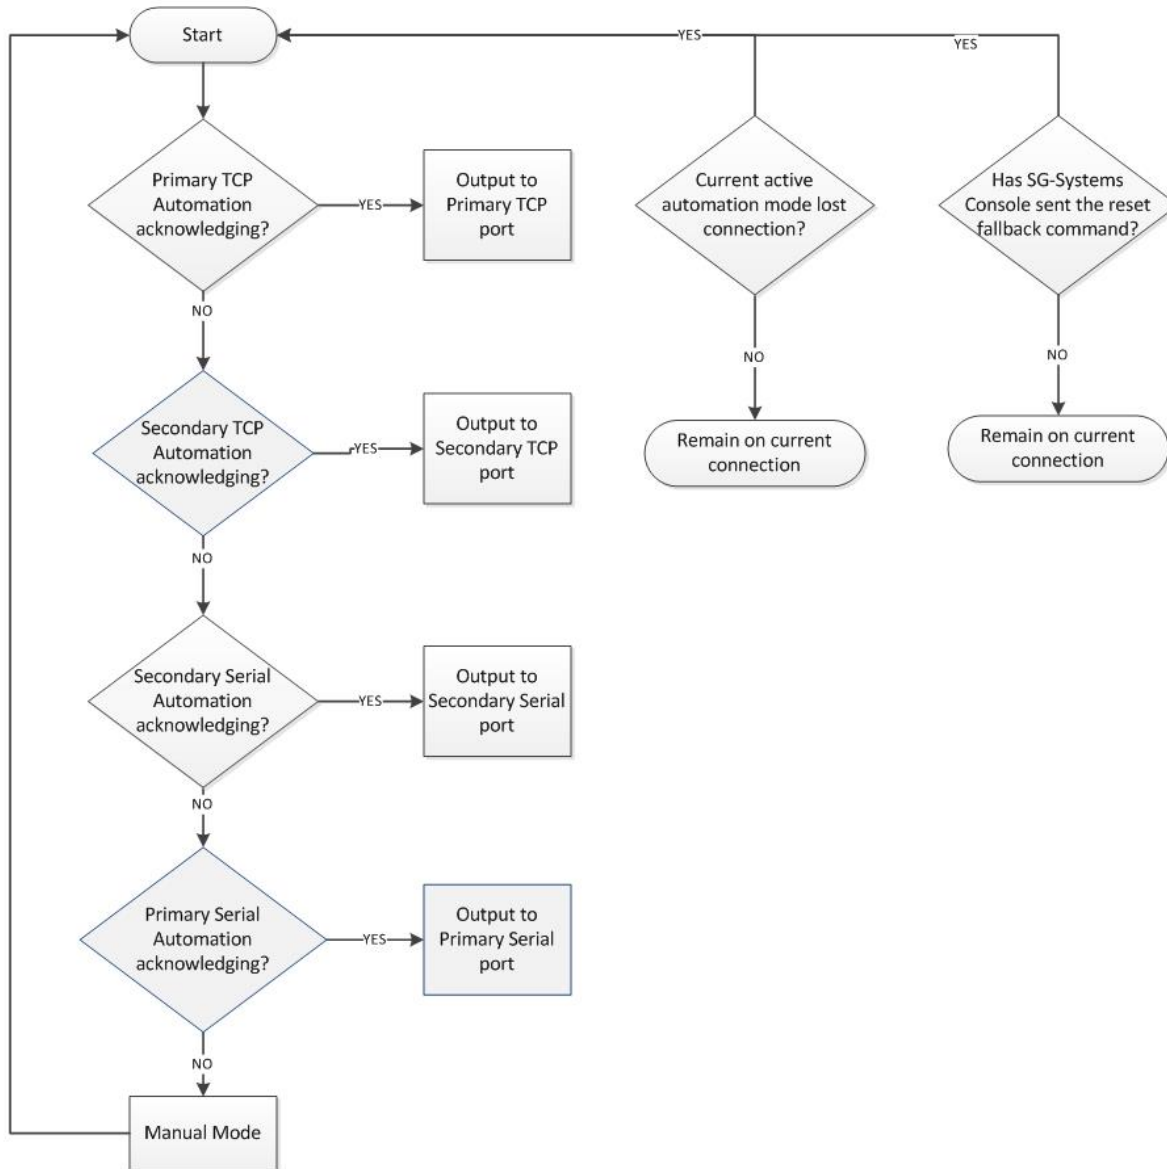 Start
YES
YES
Primary TCP
Automation
acknowledging?
YES
Output to
Primary TCP
port
Current active
automation mode lost
connection?
Has SG-Systems
Console sent the reset
fallback command?
NO
NO
NO
Secondary TCP
Automation
acknowledging?
YES
Output to
Secondary TCP
port
Remain on current
connection
Remain on current
connection
NO
Secondary Serial
Automation
acknowledging?
YES
Output to
Secondary Serial
port
NO
Primary Serial
Automation
acknowledging?
YES
Output to
Primary Serial
port
NO
Manual Mode